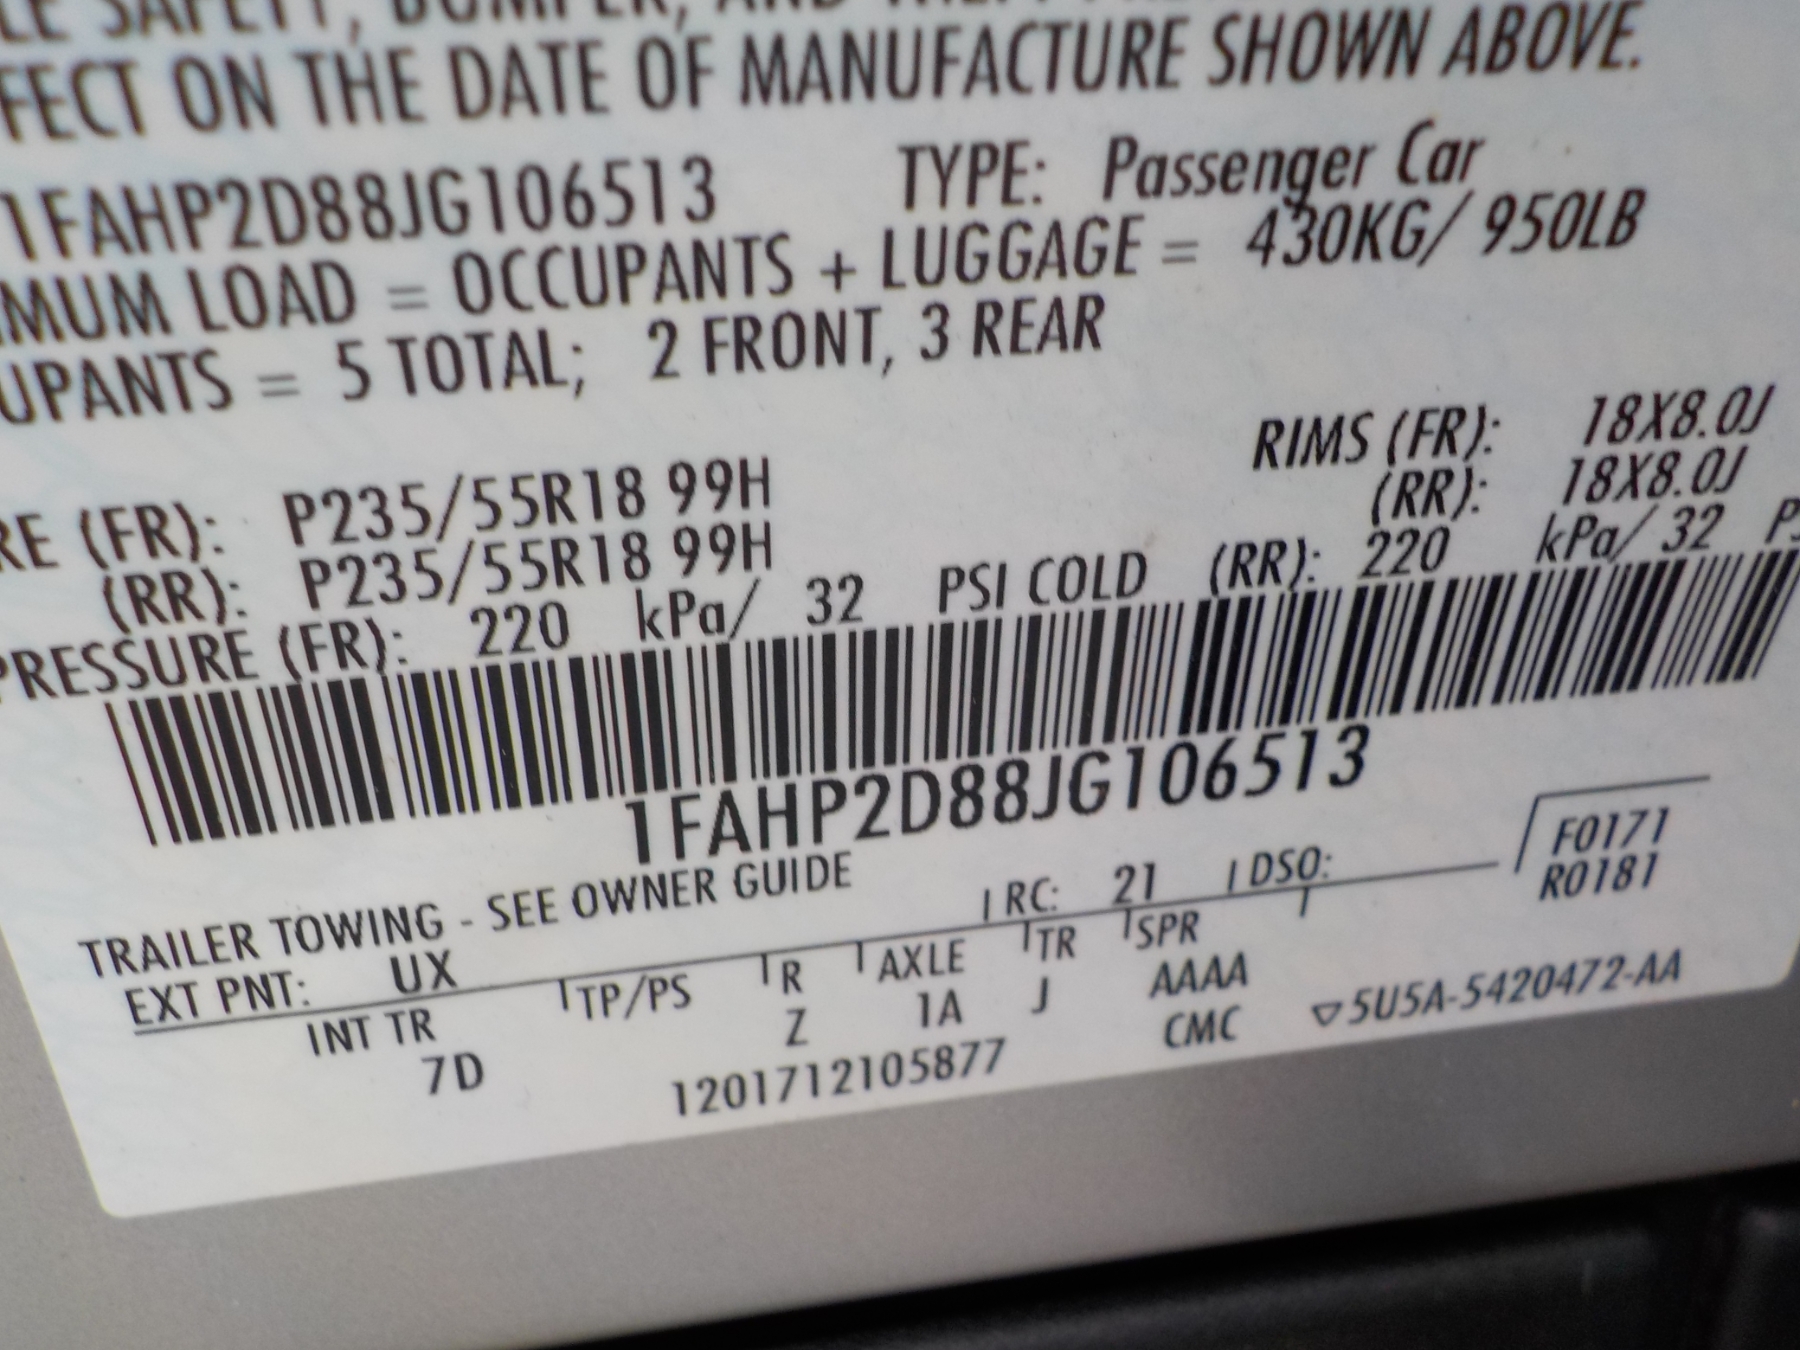 LE SAFETY, BUMPER, AND THEFT
FECT ON THE DATE OF MANUFACTURE SHOWN ABOVE.
1FAHP2D88JG106513 TYPE: Passenger Car
MUM LOAD = OCCUPANTS + LUGGAGE = 430KG/ 950LB
UPANTS = 5 TOTAL; 2 FRONT, 3 REAR
RE (FR): P235/55R18 99H RIMS (FR): 18X8.0J
(RR): P235/55R18 99H (RR): 18X8.0J
PRESSURE (FR): 220 kPa/ 32 PSI COLD (RR): 220 kPa/ 32 PS
1FAHP2D88JG106513
TRAILER TOWING - SEE OWNER GUIDE
EXT PNT: UX RC: 21 DSO: F0171
R0181
INT TR TP/PS R AXLE TR SPR
7D Z 1A J AAAA
1201712105877 CMC ▽5U5A-5420472-AA